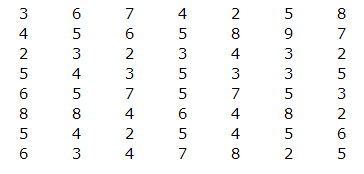 3 6 7 4 2 5 8
4 5 6 5 8 9 7
2 3 2 3 4 3 2
5 4 3 5 3 3 5
6 5 7 5 7 5 3
8 8 4 6 4 8 2
5 4 2 5 4 5 6
6 3 4 7 8 2 5